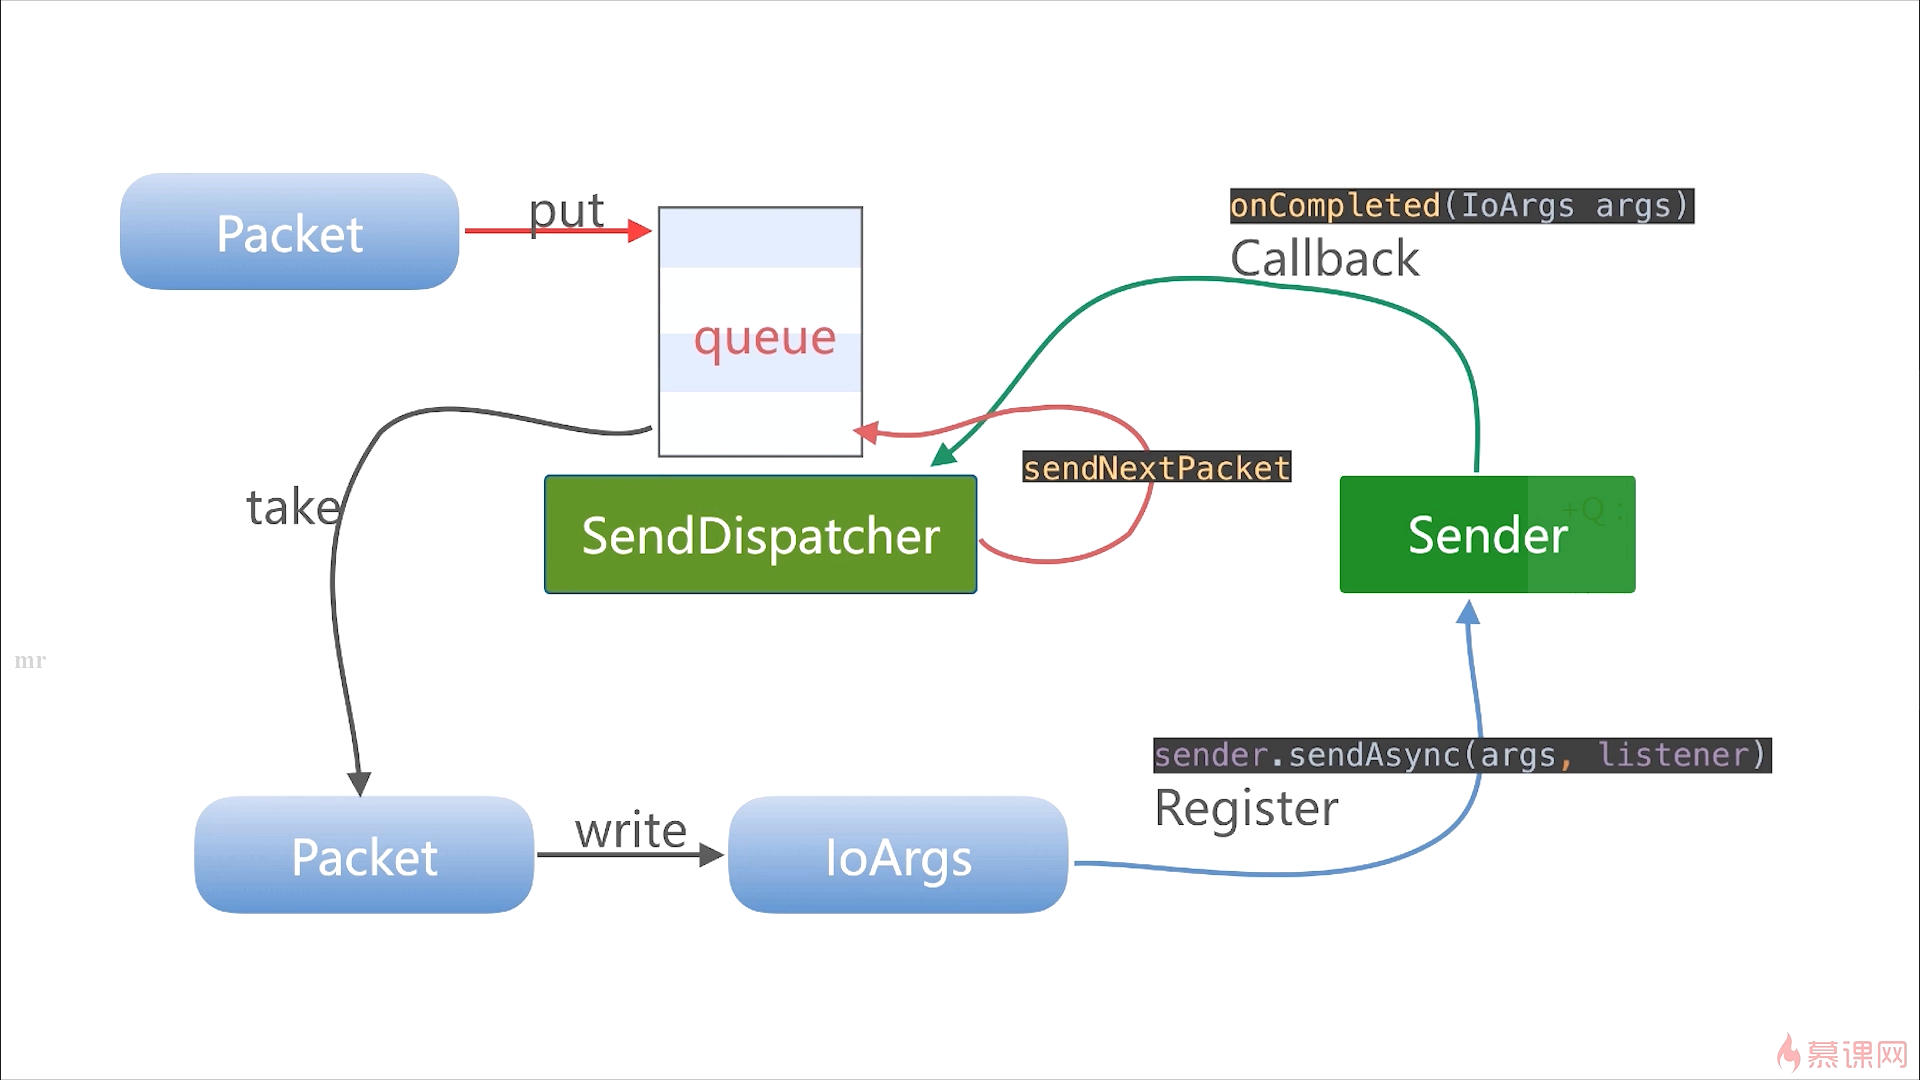 put
Packet
queue
onCompleted(IoArgs args)
Callback
take
sendNextPacket
SendDispatcher
Sender
+Q :
mr
sender.sendAsync(args, listener)
Register
Packet
write
IoArgs
慕课网